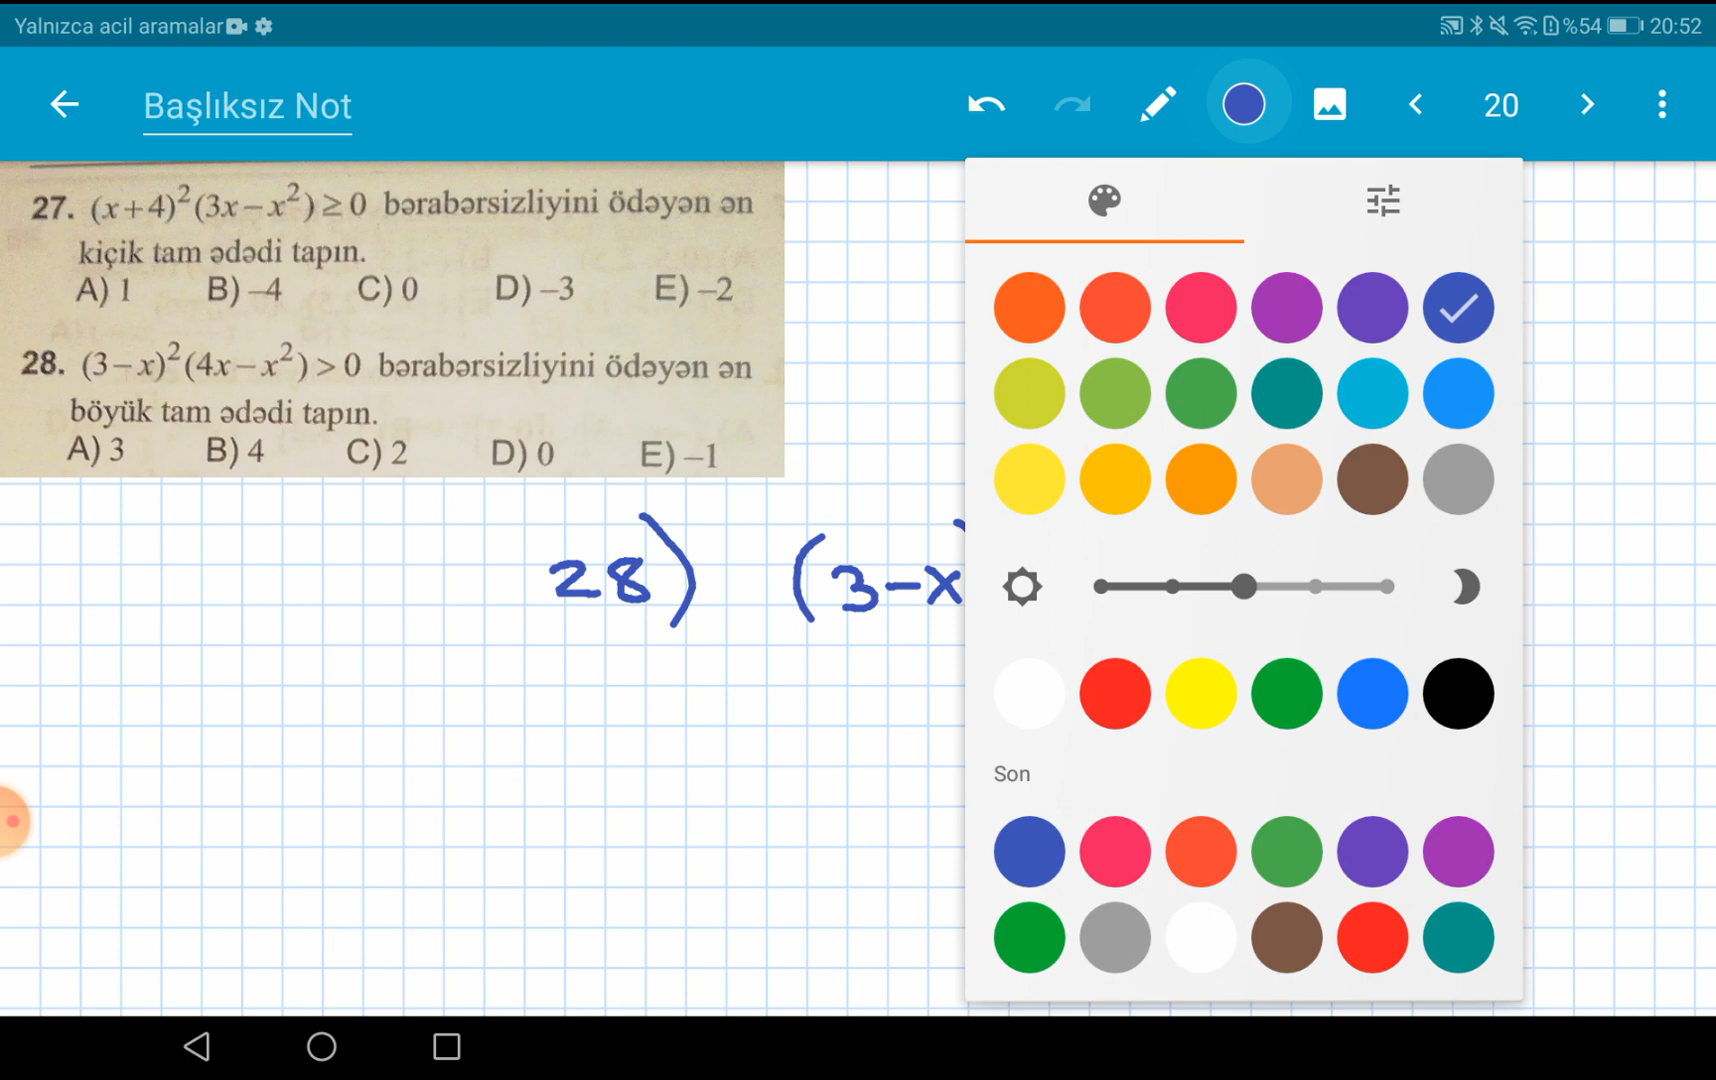 Yalnızca acil aramalar
%54 20:52
Başlıksız Not
20
27. (x+4)²(3x−x²)≥0 bərabərsizliyini ödəyən ən
kiçik tam ədədi tapın.
A) 1 B) −4 C) 0 D) −3 E) −2
28. (3−x)²(4x−x²)>0 bərabərsizliyini ödəyən ən
böyük tam ədədi tapın.
A) 3 B) 4 C) 2 D) 0 E) −1
28) (3−x
Son